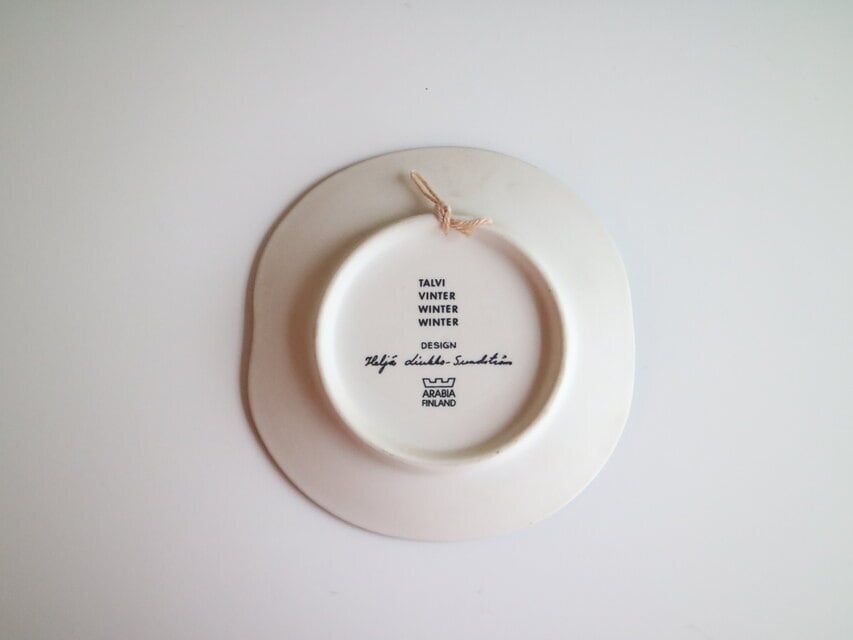 TALVI
VINTER
WINTER
WINTER
DESIGN
Heljä Liukko-Sundström
ARABIA
FINLAND